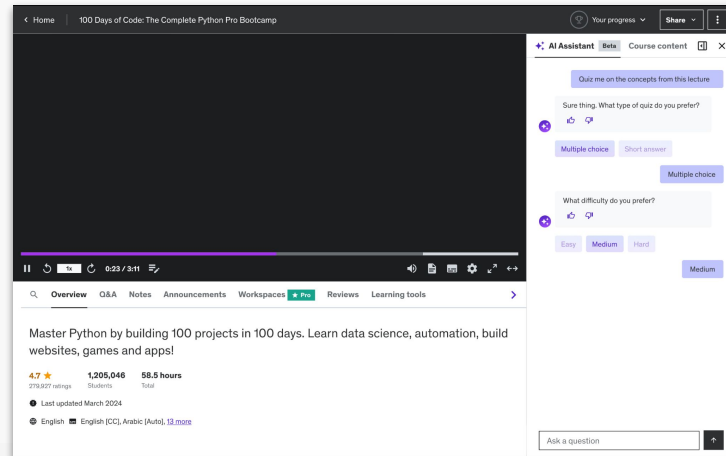 Home
100 Days of Code: The Complete Python Pro Bootcamp
Your progress
Share
AI Assistant Beta Course content
Quiz me on the concepts from this lecture
Sure thing. What type of quiz do you prefer?
Multiple choice Short answer
Multiple choice
What difficulty do you prefer?
Easy Medium Hard
Medium
Ask a question
1x 0:23 / 3:11
Overview Q&A Notes Announcements Workspaces Pro Reviews Learning tools
Master Python by building 100 projects in 100 days. Learn data science, automation, build
websites, games and apps!
4.7 1,205,046 58.5 hours
279,927 ratings Students Total
Last updated March 2024
English English [CC], Arabic [Auto], 13 more